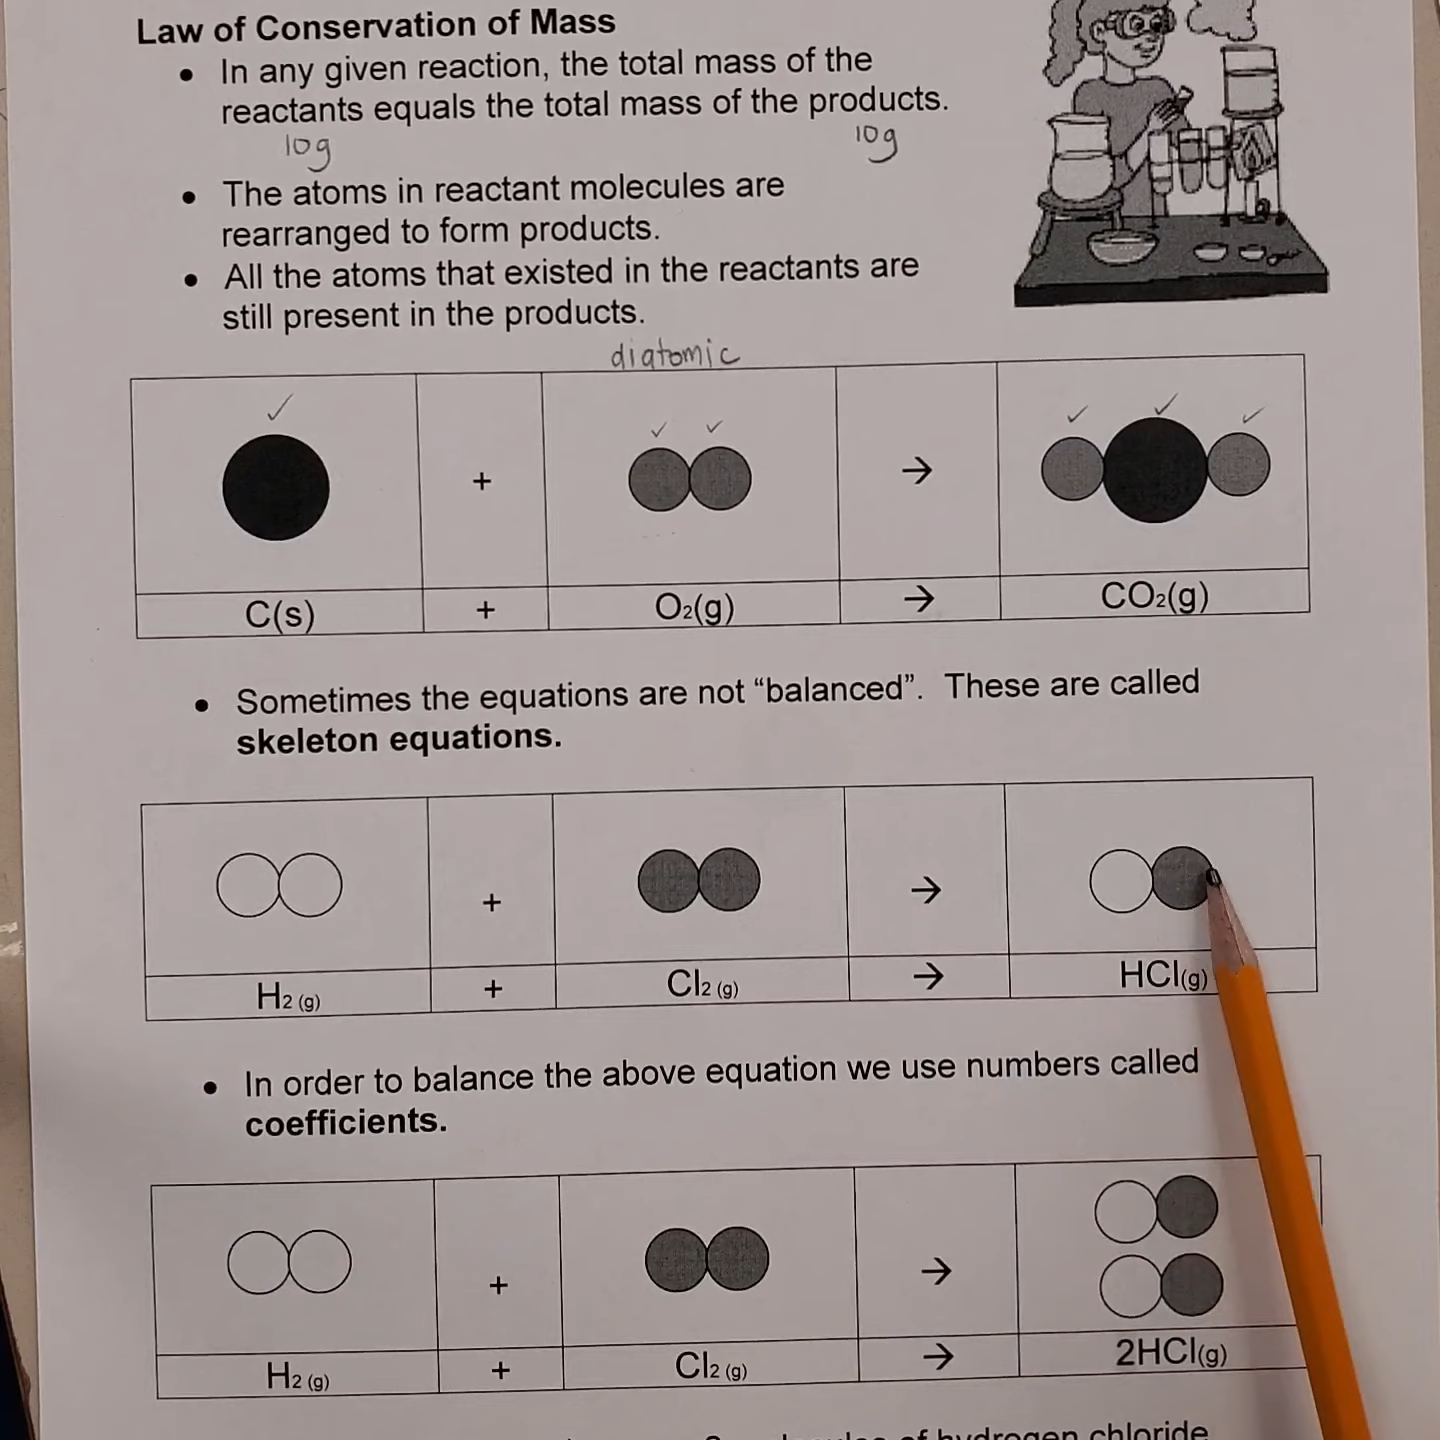 Law of Conservation of Mass
• In any given reaction, the total mass of the
reactants equals the total mass of the products.
10g 10g
• The atoms in reactant molecules are
rearranged to form products.
• All the atoms that existed in the reactants are
still present in the products.
diatomic
✓ ✓ ✓ ✓ ✓ ✓
+ →
C(s) + O₂(g) → CO₂(g)
• Sometimes the equations are not “balanced”. These are called
skeleton equations.
+ →
H₂ (g) + Cl₂ (g) → HCl(g)
• In order to balance the above equation we use numbers called
coefficients.
+ →
H₂ (g) + Cl₂ (g) → 2HCl(g)
of hydrogen chloride